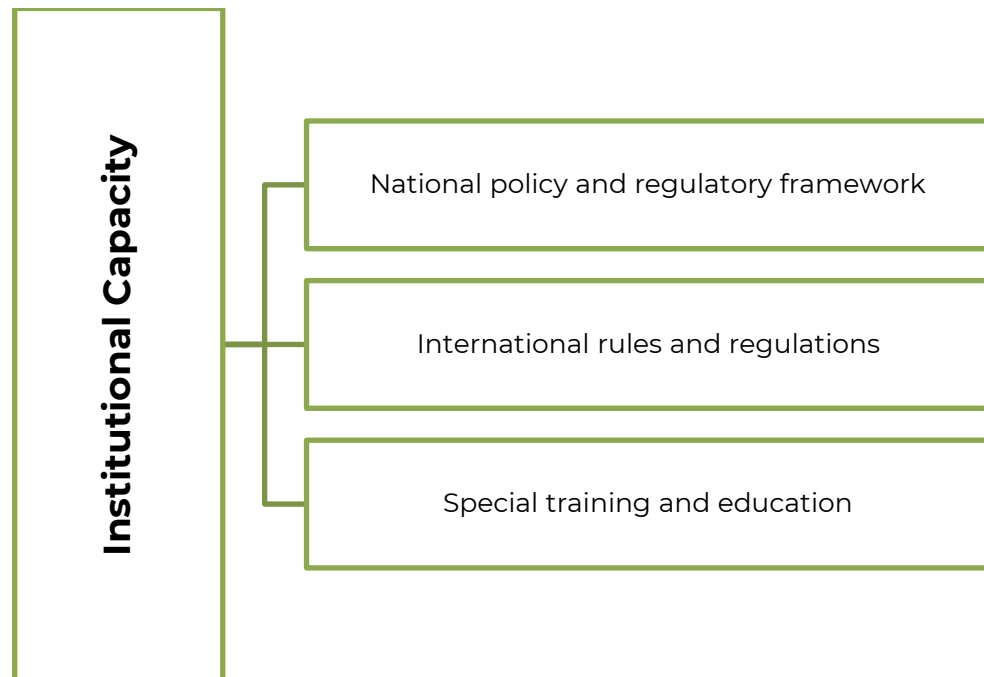 Institutional Capacity
National policy and regulatory framework
International rules and regulations
Special training and education